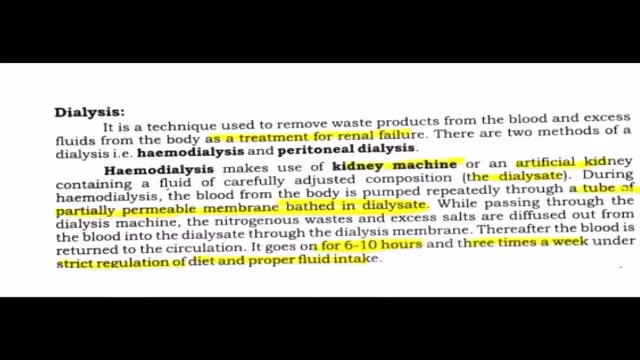 Dialysis:
It is a technique used to remove waste products from the blood and excess
fluids from the body as a treatment for renal failure. There are two methods of a
dialysis i.e. haemodialysis and peritoneal dialysis.
Haemodialysis makes use of kidney machine or an artificial kidney
containing a fluid of carefully adjusted composition (the dialysate). During
haemodialysis, the blood from the body is pumped repeatedly through a tube of
partially permeable membrane bathed in dialysate. While passing through the
dialysis machine, the nitrogenous wastes and excess salts are diffused out from
the blood into the dialysate through the dialysis membrane. Thereafter the blood is
returned to the circulation. It goes on for 6-10 hours and three times a week under
strict regulation of diet and proper fluid intake.